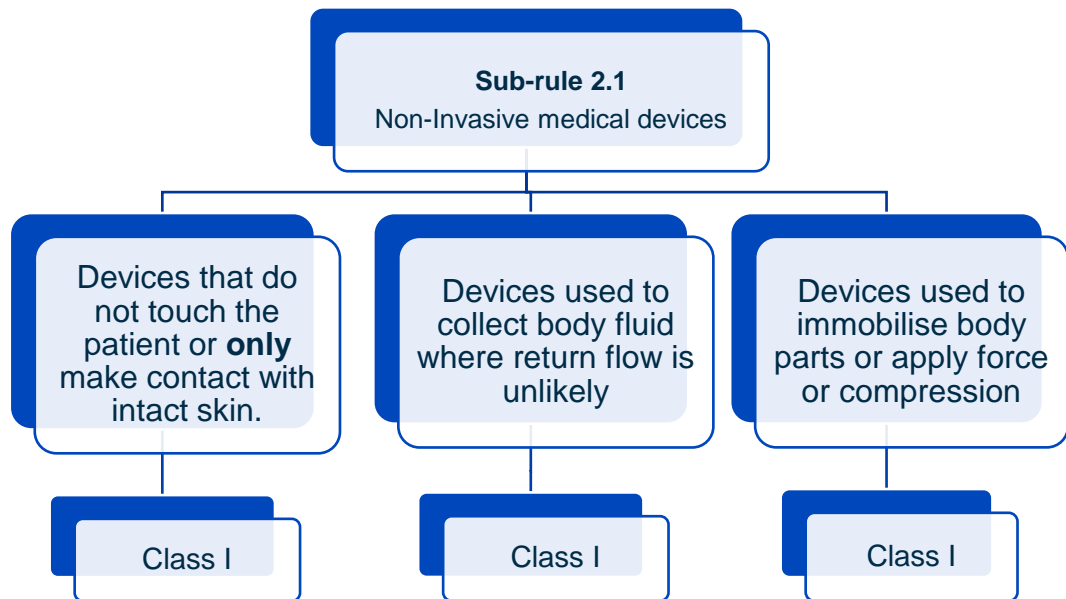 Sub-rule 2.1
Non-Invasive medical devices
Devices that do
not touch the
patient or only
make contact with
intact skin.
Devices used to
collect body fluid
where return flow is
unlikely
Devices used to
immobilise body
parts or apply force
or compression
Class I
Class I
Class I